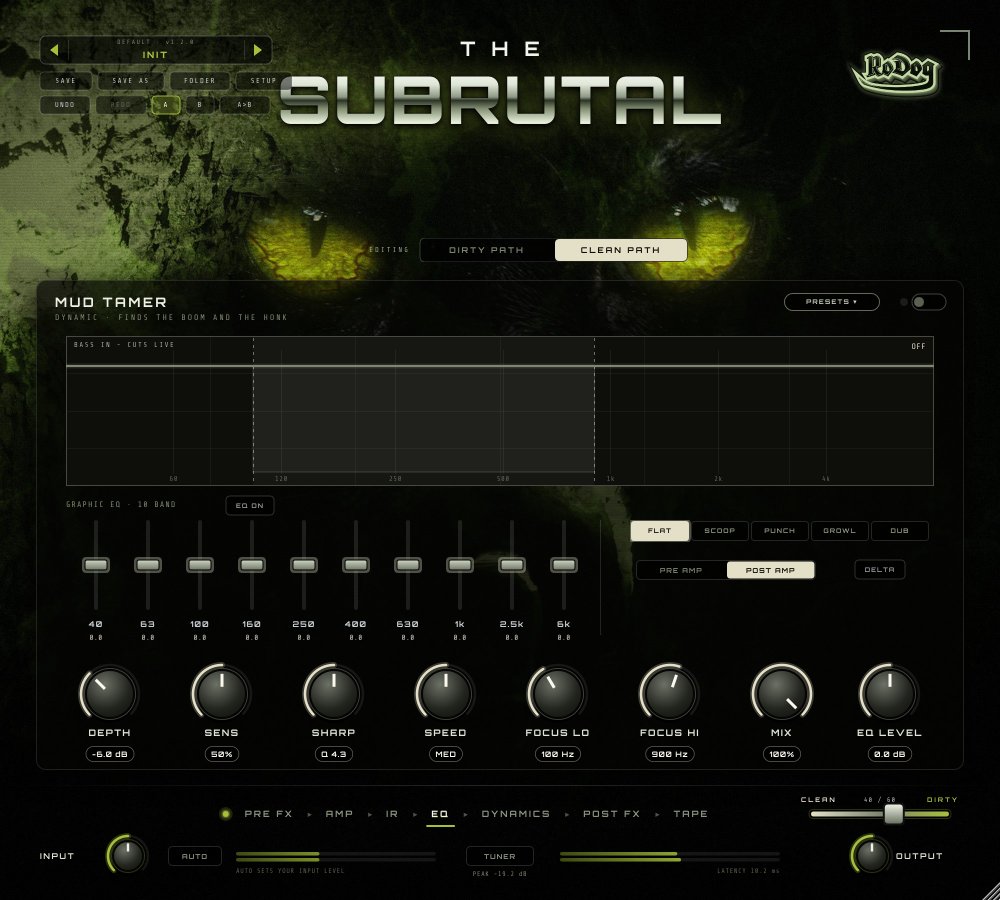 DEFAULT · v1.2.0
INIT
SAVE SAVE AS FOLDER SETUP
UNDO REDO A B A>B
THE
SUBRUTAL
RoDog
EDITING DIRTY PATH CLEAN PATH
MUD TAMER
DYNAMIC · FINDS THE BOOM AND THE HONK
PRESETS ▾
BASS IN - CUTS LIVE OFF
60 120 250 500 1k 2k 4k
GRAPHIC EQ · 10 BAND EQ ON
FLAT SCOOP PUNCH GROWL DUB
PRE AMP POST AMP DELTA
40 63 100 160 250 400 630 1k 2.5k 6k
0.0 0.0 0.0 0.0 0.0 0.0 0.0 0.0 0.0 0.0
DEPTH SENS SHARP SPEED FOCUS LO FOCUS HI MIX EQ LEVEL
-6.0 dB 50% Q 4.3 MED 100 Hz 900 Hz 100% 0.0 dB
CLEAN 40 / 60 DIRTY
PRE FX ▸ AMP ▸ IR ▸ EQ ▸ DYNAMICS ▸ POST FX ▸ TAPE
INPUT AUTO TUNER OUTPUT
AUTO SETS YOUR INPUT LEVEL PEAK -19.2 dB LATENCY 10.2 ms